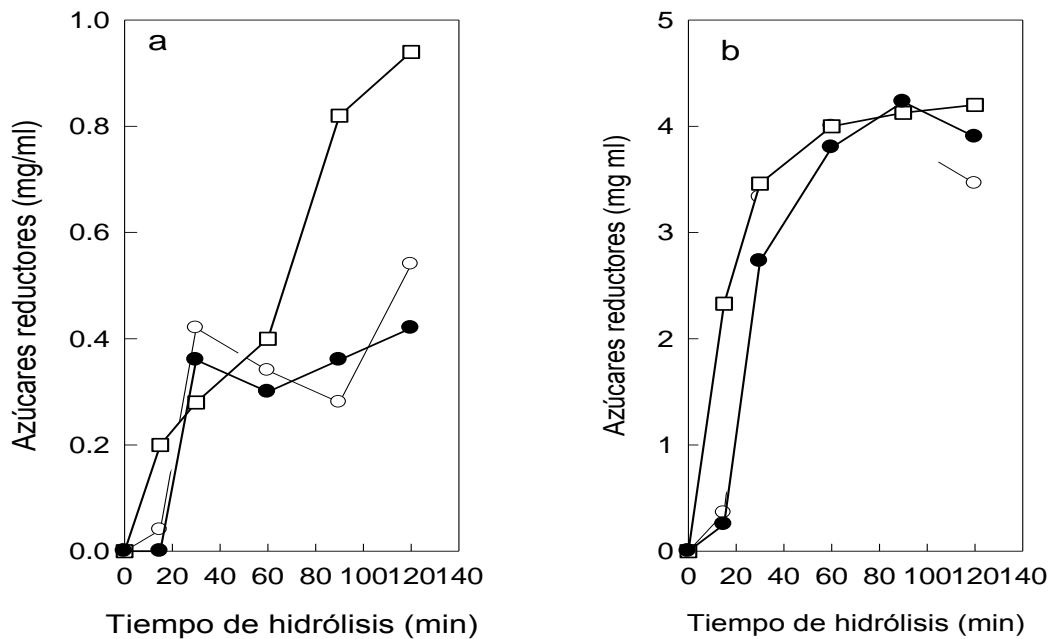 a
Azúcares reductores (mg/ml)
1.0
0.8
0.6
0.4
0.2
0.0
0 20 40 60 80 100120140
Tiempo de hidrólisis (min)
b
Azúcares reductores (mg ml)
5
4
3
2
1
0
0 20 40 60 80 100120140
Tiempo de hidrólisis (min)